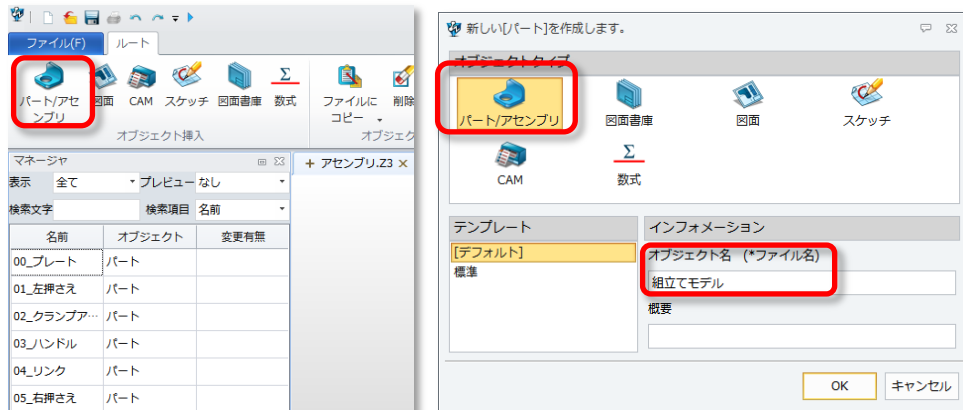 ファイル(F)
ルート
パート/アセ
ンブリ
図面
CAM
スケッチ
図面書庫
数式
ファイルに
コピー
削除
オブジェクト挿入
オブジェク
マネージャ
+ アセンブリ.Z3 ×
表示 全て プレビュー なし
検索文字 検索項目 名前
名前 オブジェクト 変更有無
00_プレート パート
01_左押さえ パート
02_クランプア… パート
03_ハンドル パート
04_リンク パート
05_右押さえ パート
新しい[パート]を作成します。
オブジェクトタイプ
パート/アセンブリ
図面書庫
図面
スケッチ
CAM
Σ
数式
テンプレート
[デフォルト]
標準
インフォメーション
オブジェクト名 (*ファイル名)
組立てモデル
概要
OK
キャンセル